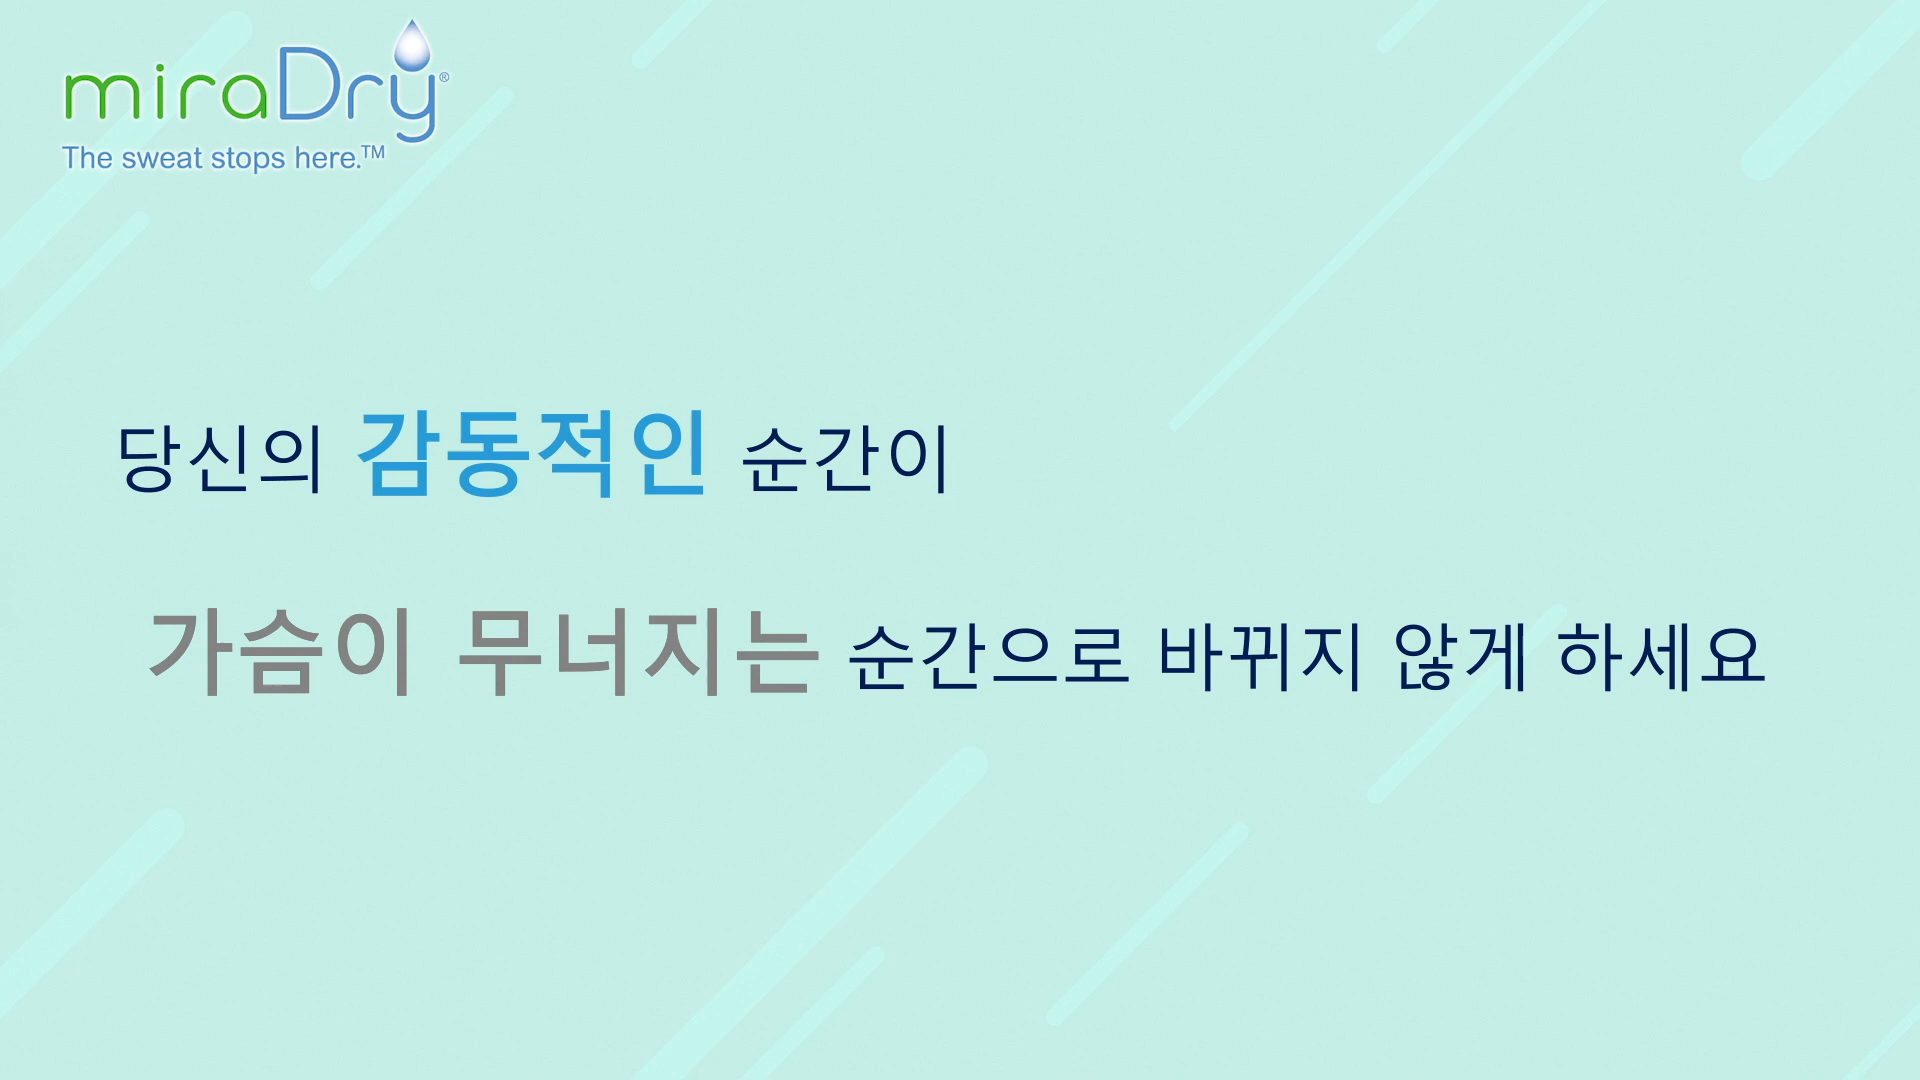 miraDry®
The sweat stops here.™
당신의 감동적인 순간이
가슴이 무너지는 순간으로 바뀌지 않게 하세요